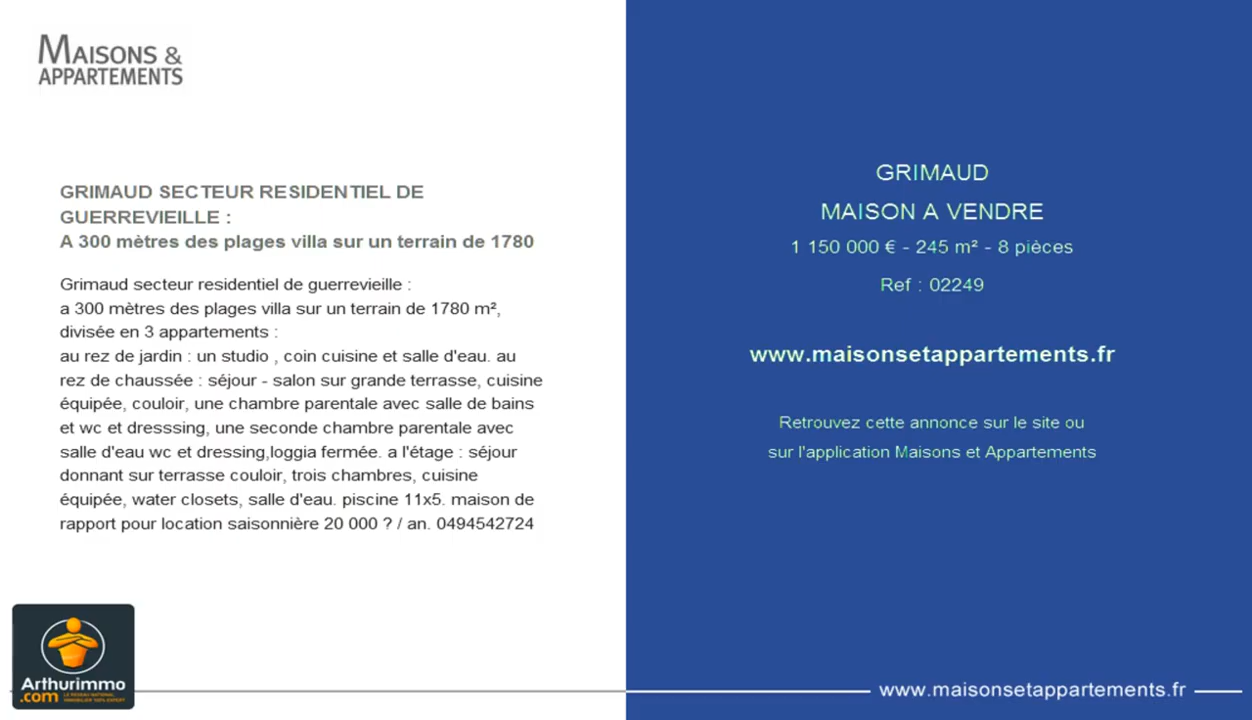 MAISONS &
APPARTEMENTS
GRIMAUD SECTEUR RESIDENTIEL DE
GUERREVIEILLE :
A 300 mètres des plages villa sur un terrain de 1780
Grimaud secteur residentiel de guerrevieille :
a 300 mètres des plages villa sur un terrain de 1780 m²,
divisée en 3 appartements :
au rez de jardin : un studio , coin cuisine et salle d'eau. au
rez de chaussée : séjour - salon sur grande terrasse, cuisine
équipée, couloir, une chambre parentale avec salle de bains
et wc et dresssing, une seconde chambre parentale avec
salle d'eau wc et dressing,loggia fermée. a l'étage : séjour
donnant sur terrasse couloir, trois chambres, cuisine
équipée, water closets, salle d'eau. piscine 11x5. maison de
rapport pour location saisonnière 20 000 ? / an. 0494542724
Arthurimmo
.com
GRIMAUD
MAISON A VENDRE
1 150 000 € - 245 m² - 8 pièces
Ref : 02249
www.maisonsetappartements.fr
Retrouvez cette annonce sur le site ou
sur l'application Maisons et Appartements
www.maisonsetappartements.fr